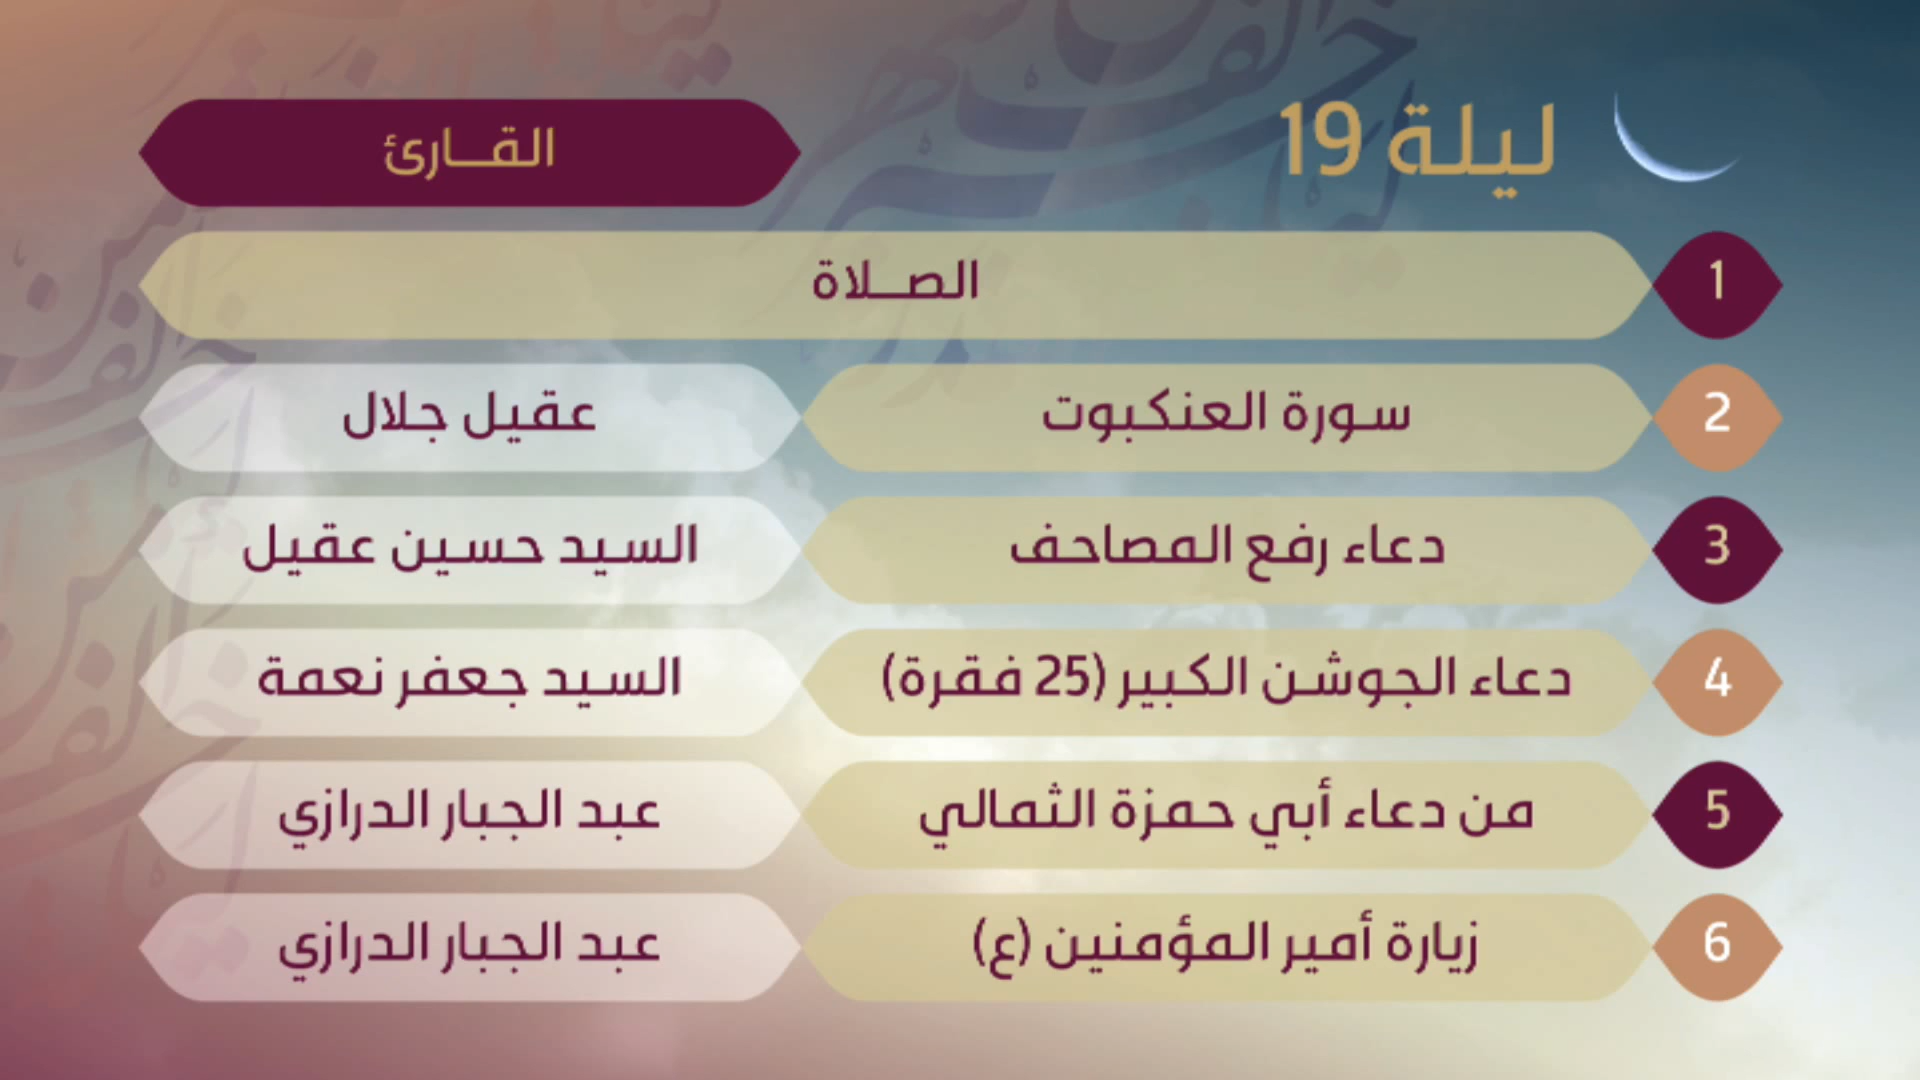 ليلة 19
القـــارئ
1 الصـــلاة
2 سورة العنكبوت عقيل جلال
3 دعاء رفع المصاحف السيد حسين عقيل
4 دعاء الجوشن الكبير (25 فقرة) السيد جعفر نعمة
5 من دعاء أبي حمزة الثمالي عبد الجبار الدرازي
6 زيارة أمير المؤمنين (ع) عبد الجبار الدرازي